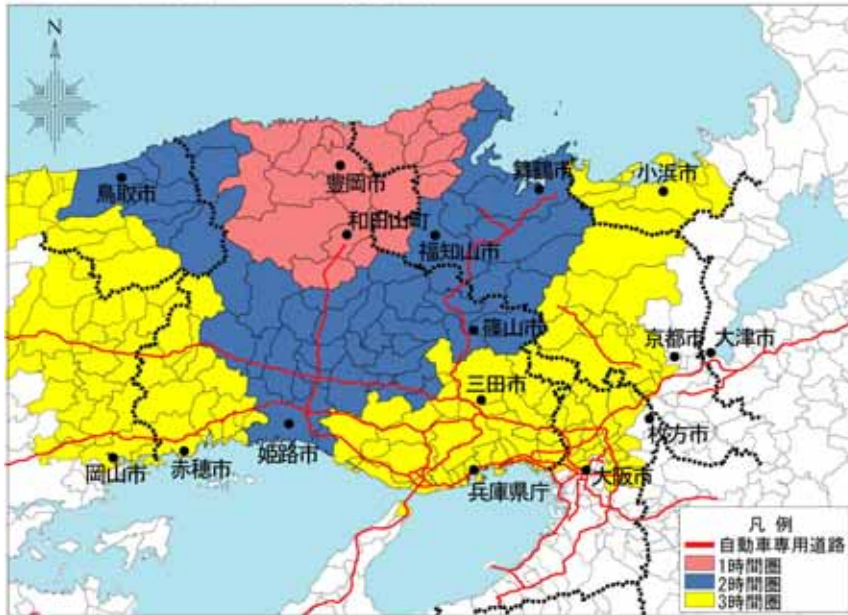 N
鳥取市
豊岡市
舞鶴市
小浜市
和田山町
福知山市
篠山市
京都市
大津市
三田市
枚方市
姫路市
岡山市
赤穂市
兵庫県庁
大阪市
凡 例
自動車専用道路
1時間圏
2時間圏
3時間圏